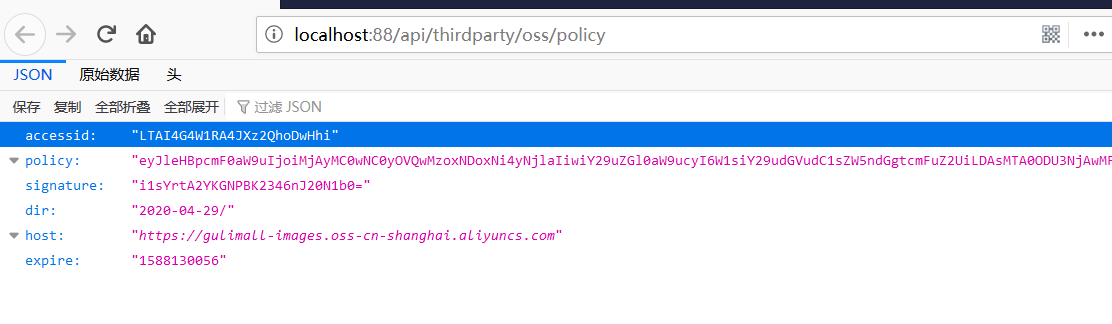 localhost:88/api/thirdparty/oss/policy
JSON 原始数据 头
保存 复制 全部折叠 全部展开 过滤 JSON
accessid: "LTAI4G4W1RA4JXz2QhoDwHhi"
policy: "eyJleHBpcmF0aW9uIjoiMjAyMC0wNC0yOVQwMzoxNDoxNi4yNjlaIiwiY29uZGl0aW9ucyI6W1siY29udGVudC1sZW5ndGgtcmFuZ2UiLDAsMTA0ODU3NjAwMF
signature: "i1sYrtA2YKGNPBK2346nJ20N1b0="
dir: "2020-04-29/"
host: "https://gulimall-images.oss-cn-shanghai.aliyuncs.com"
expire: "1588130056"